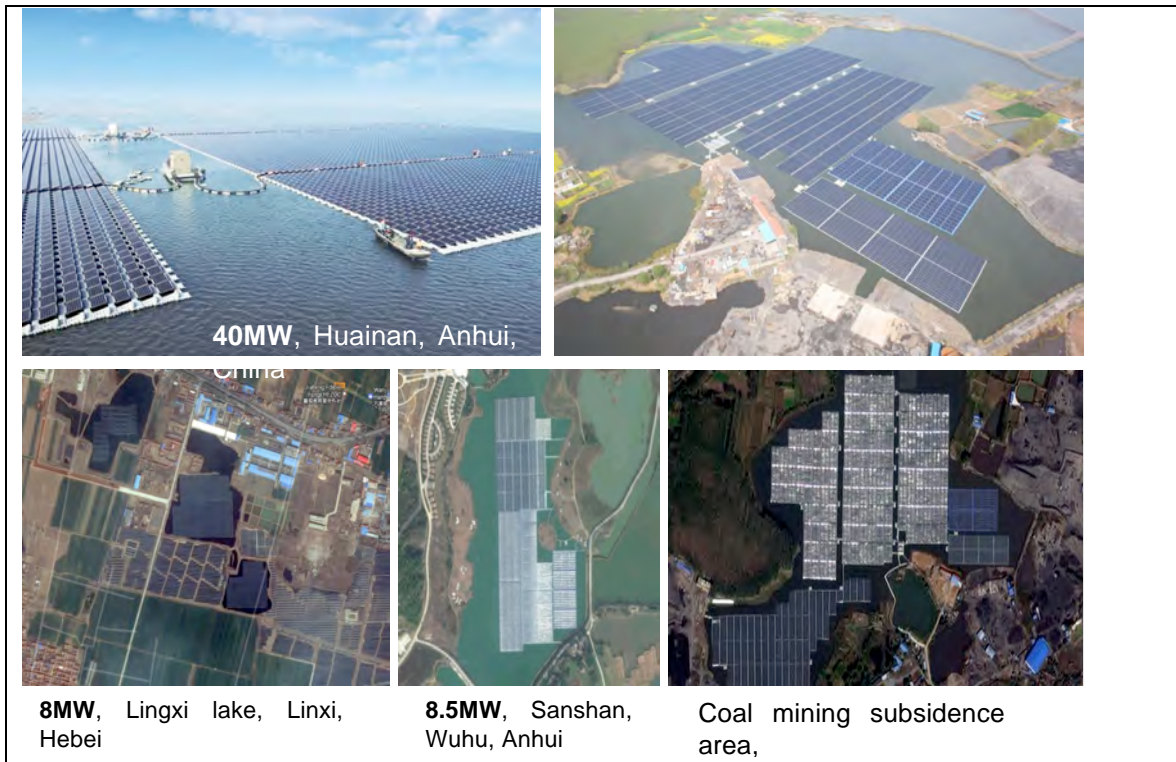 40MW, Huainan, Anhui,
China
8MW, Lingxi lake, Linxi,
Hebei
8.5MW, Sanshan,
Wuhu, Anhui
Coal mining subsidence
area,